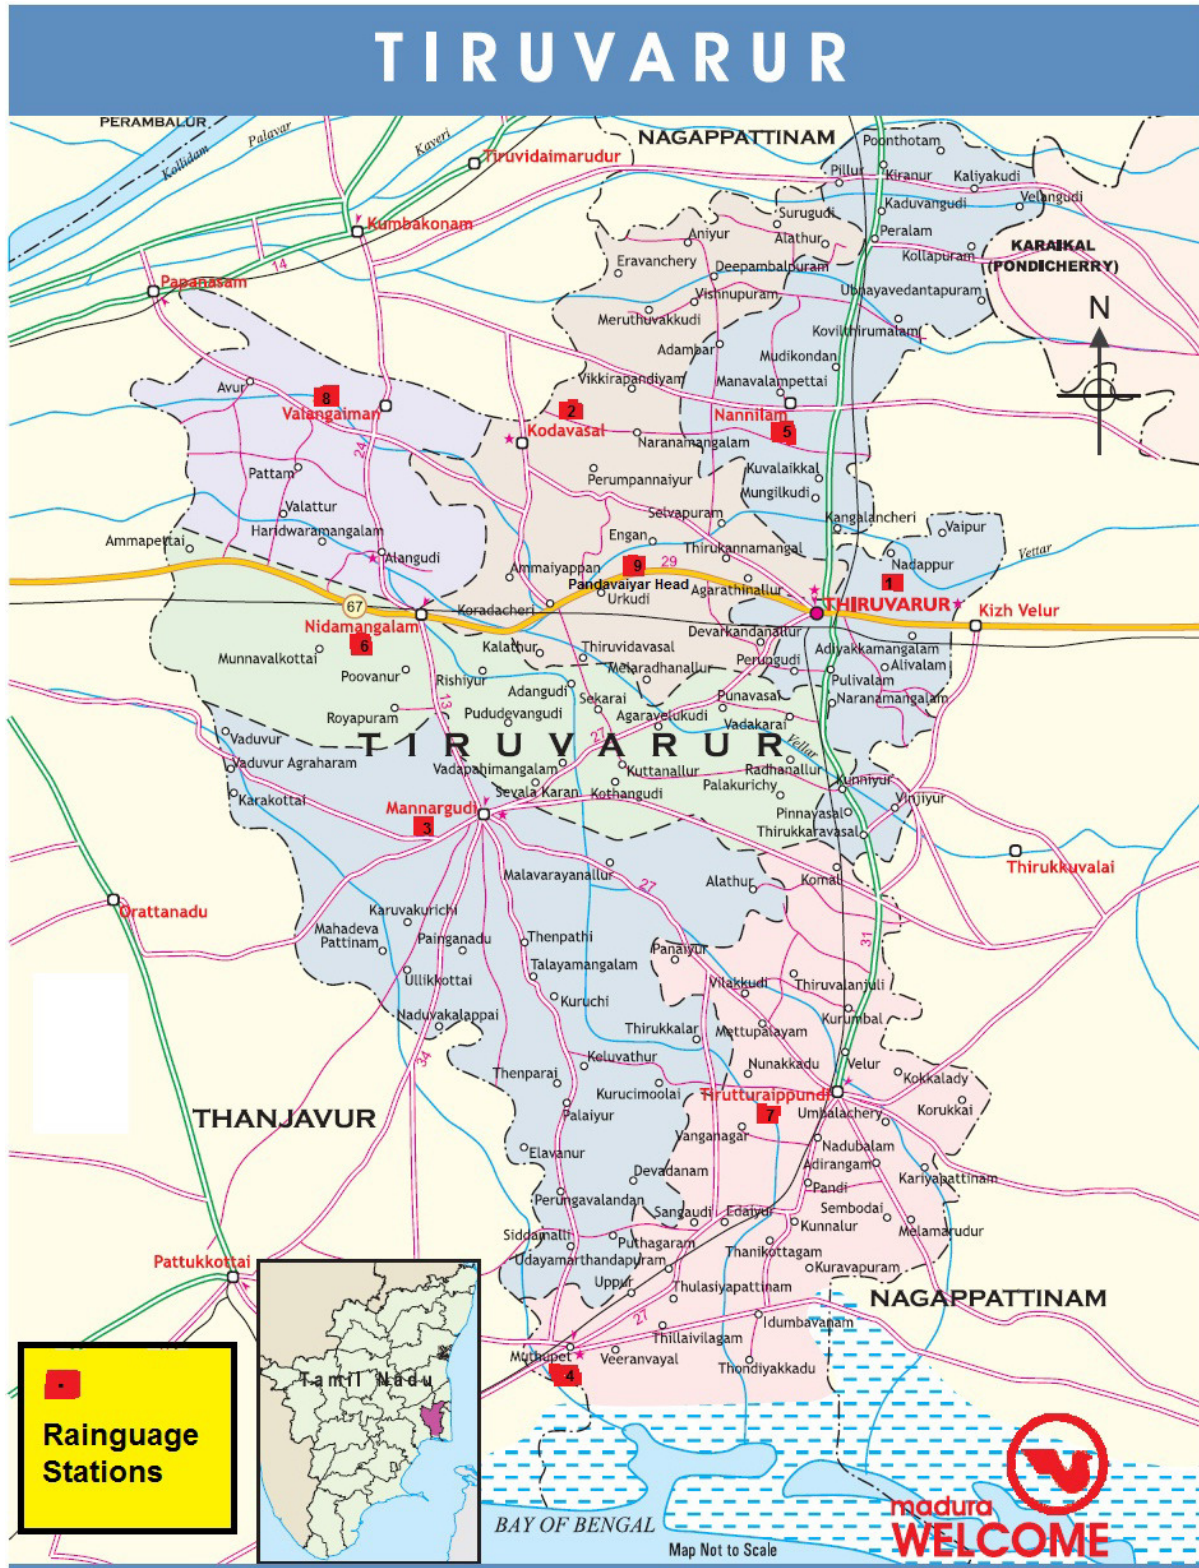 TIRUVARUR
PERAMBALUR
Palavar
Kaveri
Kollidam
NAGAPPATTINAM
Poonthotam
Tiruvidaimarudur
Pillur
Kiranur
Kaliyakudi
Velangudi
Kaduvangudi
Surugudi
Kumbakonam
Aniyur
Alathur
Peralam
KARAIKAL
(PONDICHERRY)
Kollapuram
Eravanchery
Deepambalpuram
14
Papanasam
Vishnupuram
Ubhayavedantapuram
N
Meruthuvakkudi
Kovilthirumalam
Adambar
Mudikondan
Avur
8
Vikkirapandiyam
Manavalampettai
Valangaiman
2
Nannilam
Kodavasal
5
Naranamangalam
24
Pattam
Perumpannaiyur
Kuvalaikkal
Mungilkudi
Valattur
Selvapuram
Kangalancheri
Vaipur
Haridwaramangalam
Ammapettai
Engan
Thirukannamangal
Vettar
Alangudi
Ammaiyappan
9
29
Nadappur
Pandavaiyar Head
Agarathinallur
1
Urkudi
67
Koradacheri
THIRUVARUR
Kizh Velur
Nidamangalam
Devarkandanallur
6
Kalathur
Thiruvidavasal
Adiyakkamangalam
Munnavalkottai
Perungudi
Alivalam
Poovanur
Rishiyur
Melaradhanallur
Pulivalam
Adangudi
Sekarai
Punavasai
Naranamangalam
13
Royapuram
Pududevangudi
Agaravelukudi
Vadakarai
27
Vaduvur
TIRUVARUR
Vellar
Vaduvur Agraharam
Vadapahimangalam
Kuttanallur
Radhanallur
Sevala Karan
Kothangudi
Palakurichy
Kunniyur
Karakottai
Mannargudi
Vinjiyur
3
Pinnayasal
Thirukkaravasal
Thirukkuvalai
Malavarayanallur
27
Alathur
Komal
Orattanadu
Karuvakurichi
Mahadeva
Pattinam
Painganadu
Thenpathi
31
Panaiyur
Ullikkottai
Talayamangalam
Vilakkudi
Thiruvalanjuli
Kuruchi
Naduvakalappai
Thirukkalar
Mettupalayam
Kurumbal
34
Keluvathur
Nunakkadu
Velur
Thenparai
Kokkalady
Kurucimoolai
Tirutturaippundi
THANJAVUR
Palaiyur
7
Umbalachery
Korukkai
Vanganagar
Nadubalam
Elavanur
Adirangam
Devadanam
Kariyapattinam
Perungavalandan
Pandi
Sembodai
Sangaudi
Edaiyur
Kunnalur
Melamarudur
Siddamalli
Puthagaram
Thanikottagam
Pattukkottai
Udayamarthandapuram
Kuravapuram
Uppur
Thulasiyapattinam
NAGAPPATTINAM
27
Idumbavanam
Thillaivilagam
Muthupet
Veeranvayal
Thondiyakkadu
4
Tamil Nadu
Rainguage
Stations
BAY OF BENGAL
Map Not to Scale
madura
WELCOME